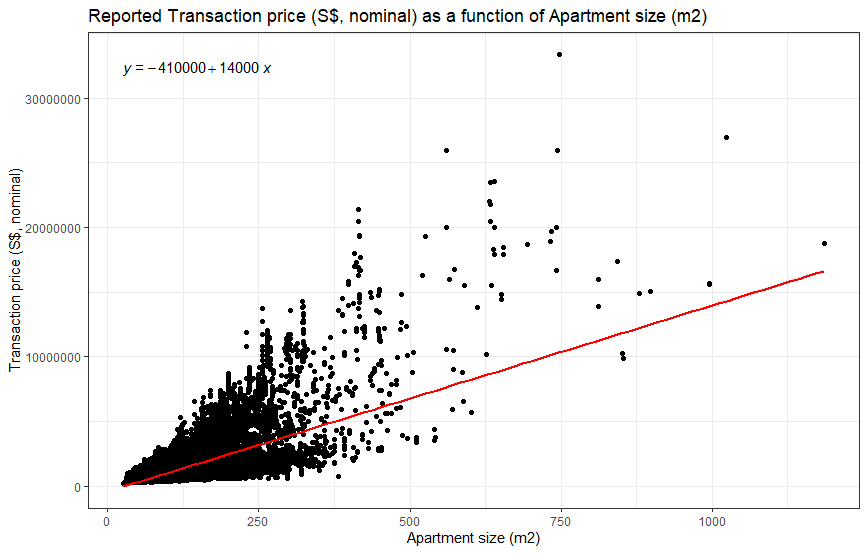 Reported Transaction price (S$, nominal) as a function of Apartment size (m2)
y = −410000 + 14000 x
30000000
20000000
10000000
0
Transaction price (S$, nominal)
0 250 500 750 1000
Apartment size (m2)